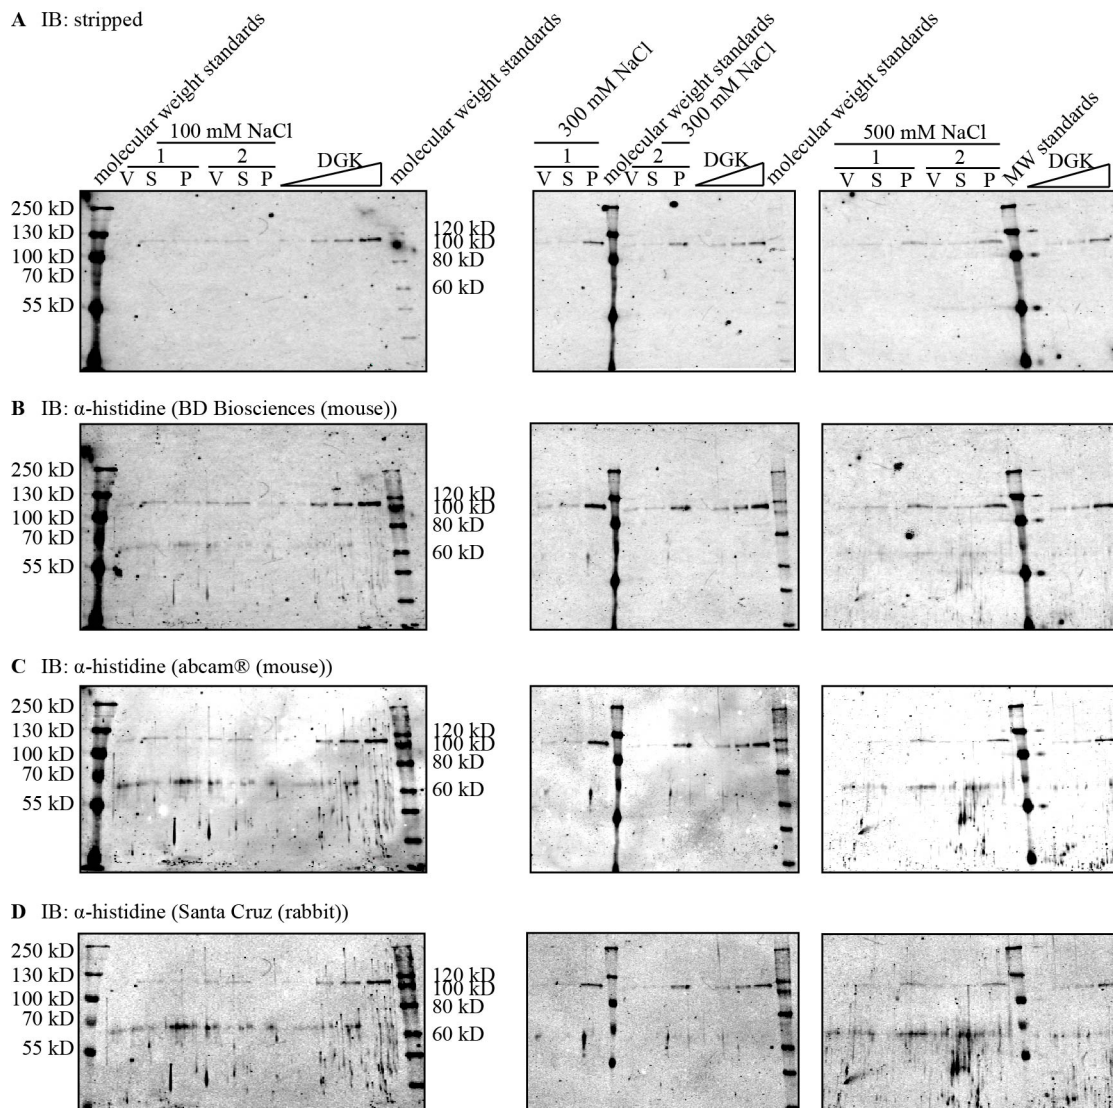 A IB: stripped
molecular weight standards
100 mM NaCl
1 2 DGK
V S P V S P
molecular weight standards
300 mM NaCl
1
V S P
molecular weight standards
300 mM NaCl
2 DGK
V S P
molecular weight standards
500 mM NaCl
1 2
V S P V S P
MW standards
DGK
250 kD
130 kD
100 kD
70 kD
55 kD
120 kD
100 kD
80 kD
60 kD
B IB: α-histidine (BD Biosciences (mouse))
250 kD
130 kD
100 kD
70 kD
55 kD
120 kD
100 kD
80 kD
60 kD
C IB: α-histidine (abcam® (mouse))
250 kD
130 kD
100 kD
70 kD
55 kD
120 kD
100 kD
80 kD
60 kD
D IB: α-histidine (Santa Cruz (rabbit))
250 kD
130 kD
100 kD
70 kD
55 kD
120 kD
100 kD
80 kD
60 kD